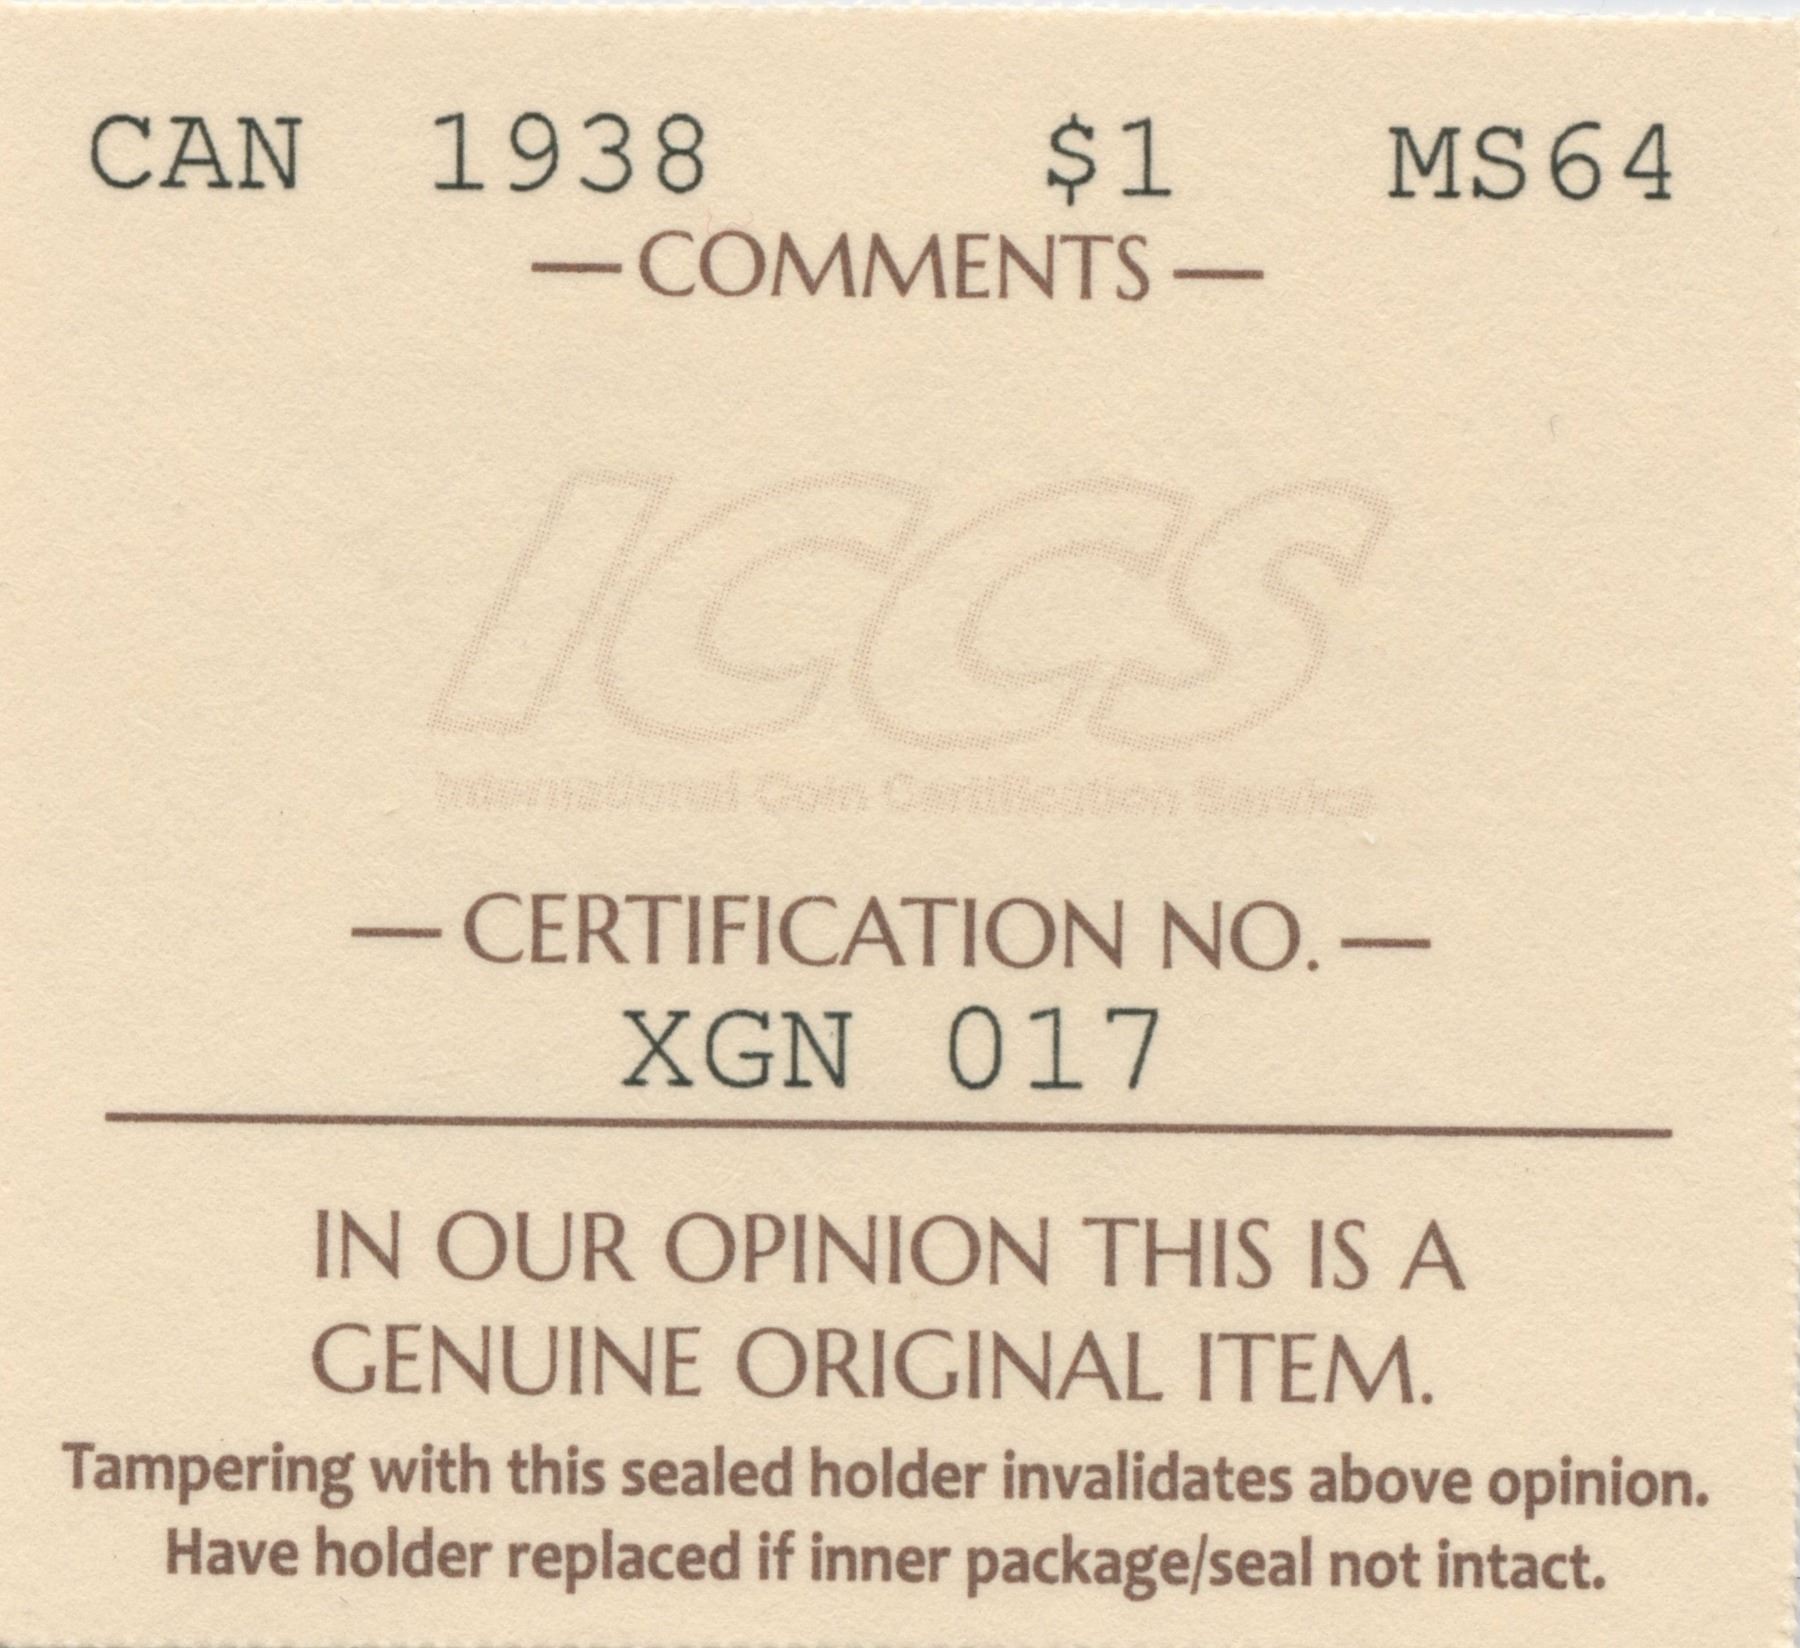 CAN 1938 $1 MS64
— COMMENTS —
ICCS
International Coin Certification Service
— CERTIFICATION NO. —
XGN 017
IN OUR OPINION THIS IS A
GENUINE ORIGINAL ITEM.
Tampering with this sealed holder invalidates above opinion.
Have holder replaced if inner package/seal not intact.